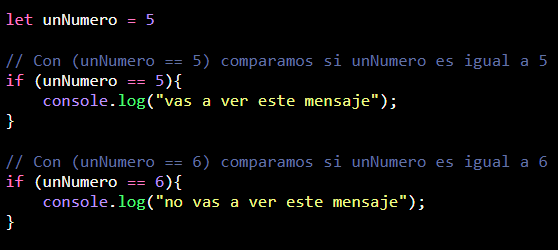 let unNumero = 5
// Con (unNumero == 5) comparamos si unNumero es igual a 5
if (unNumero == 5){
    console.log("vas a ver este mensaje");
}
// Con (unNumero == 6) comparamos si unNumero es igual a 6
if (unNumero == 6){
    console.log("no vas a ver este mensaje");
}